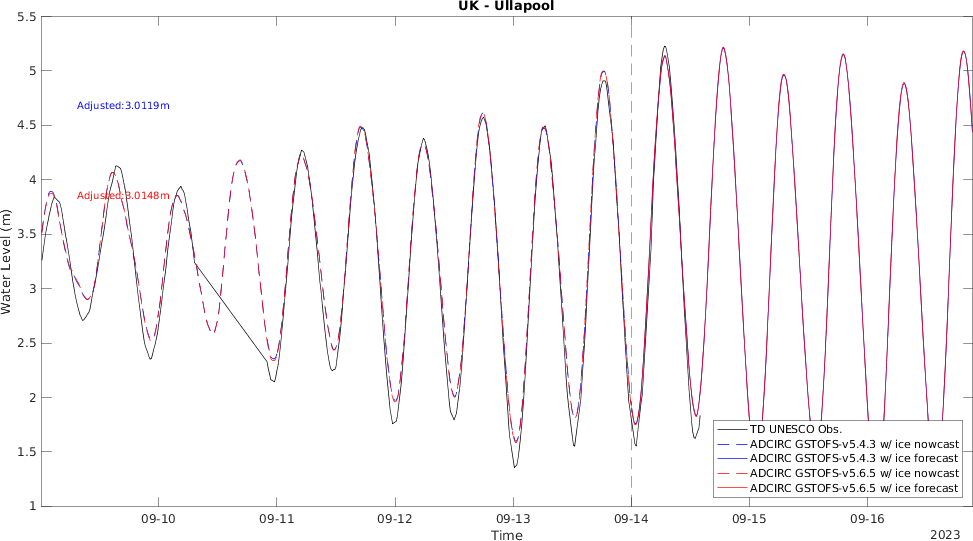 UK - Ullapool
5.5
5
4.5
4
3.5
3
2.5
2
1.5
1
Water Level (m)
Adjusted:3.0119m
Adjusted:3.0148m
TD UNESCO Obs.
ADCIRC GSTOFS-v5.4.3 w/ ice nowcast
ADCIRC GSTOFS-v5.4.3 w/ ice forecast
ADCIRC GSTOFS-v5.6.5 w/ ice nowcast
ADCIRC GSTOFS-v5.6.5 w/ ice forecast
09-10 09-11 09-12 09-13 09-14 09-15 09-16
Time
2023